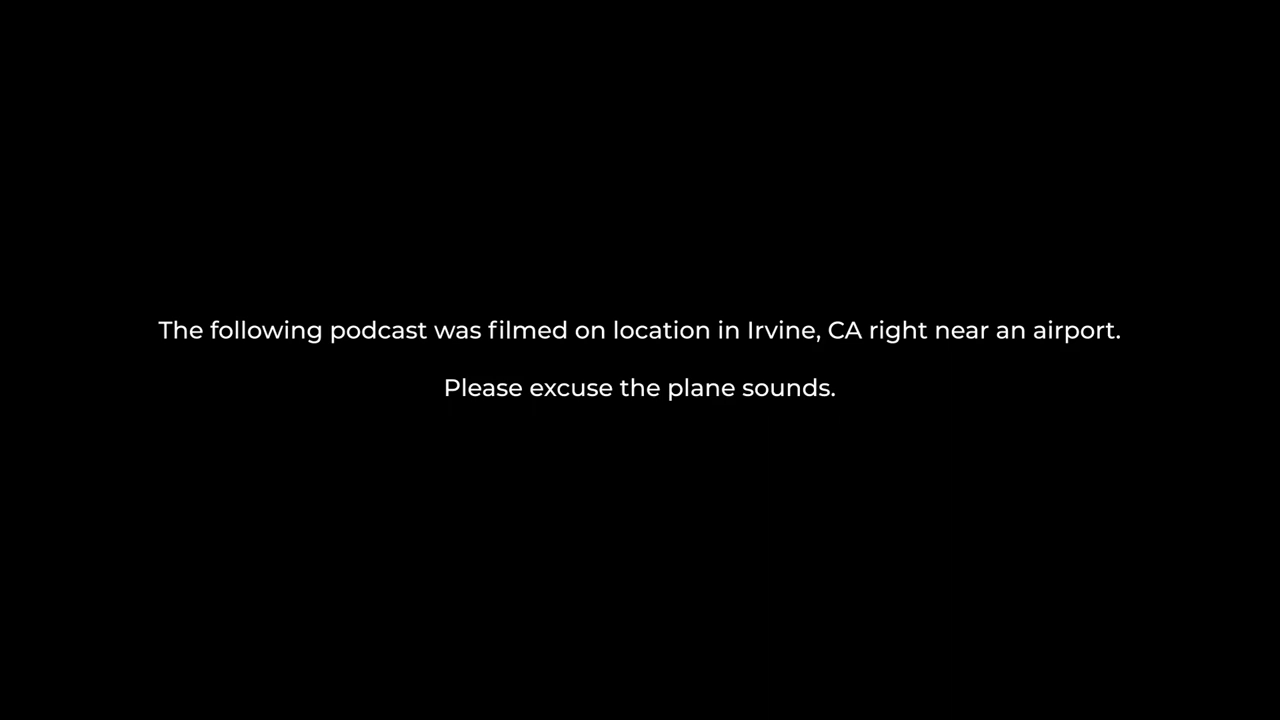 The following podcast was filmed on location in Irvine, CA right near an airport.
Please excuse the plane sounds.